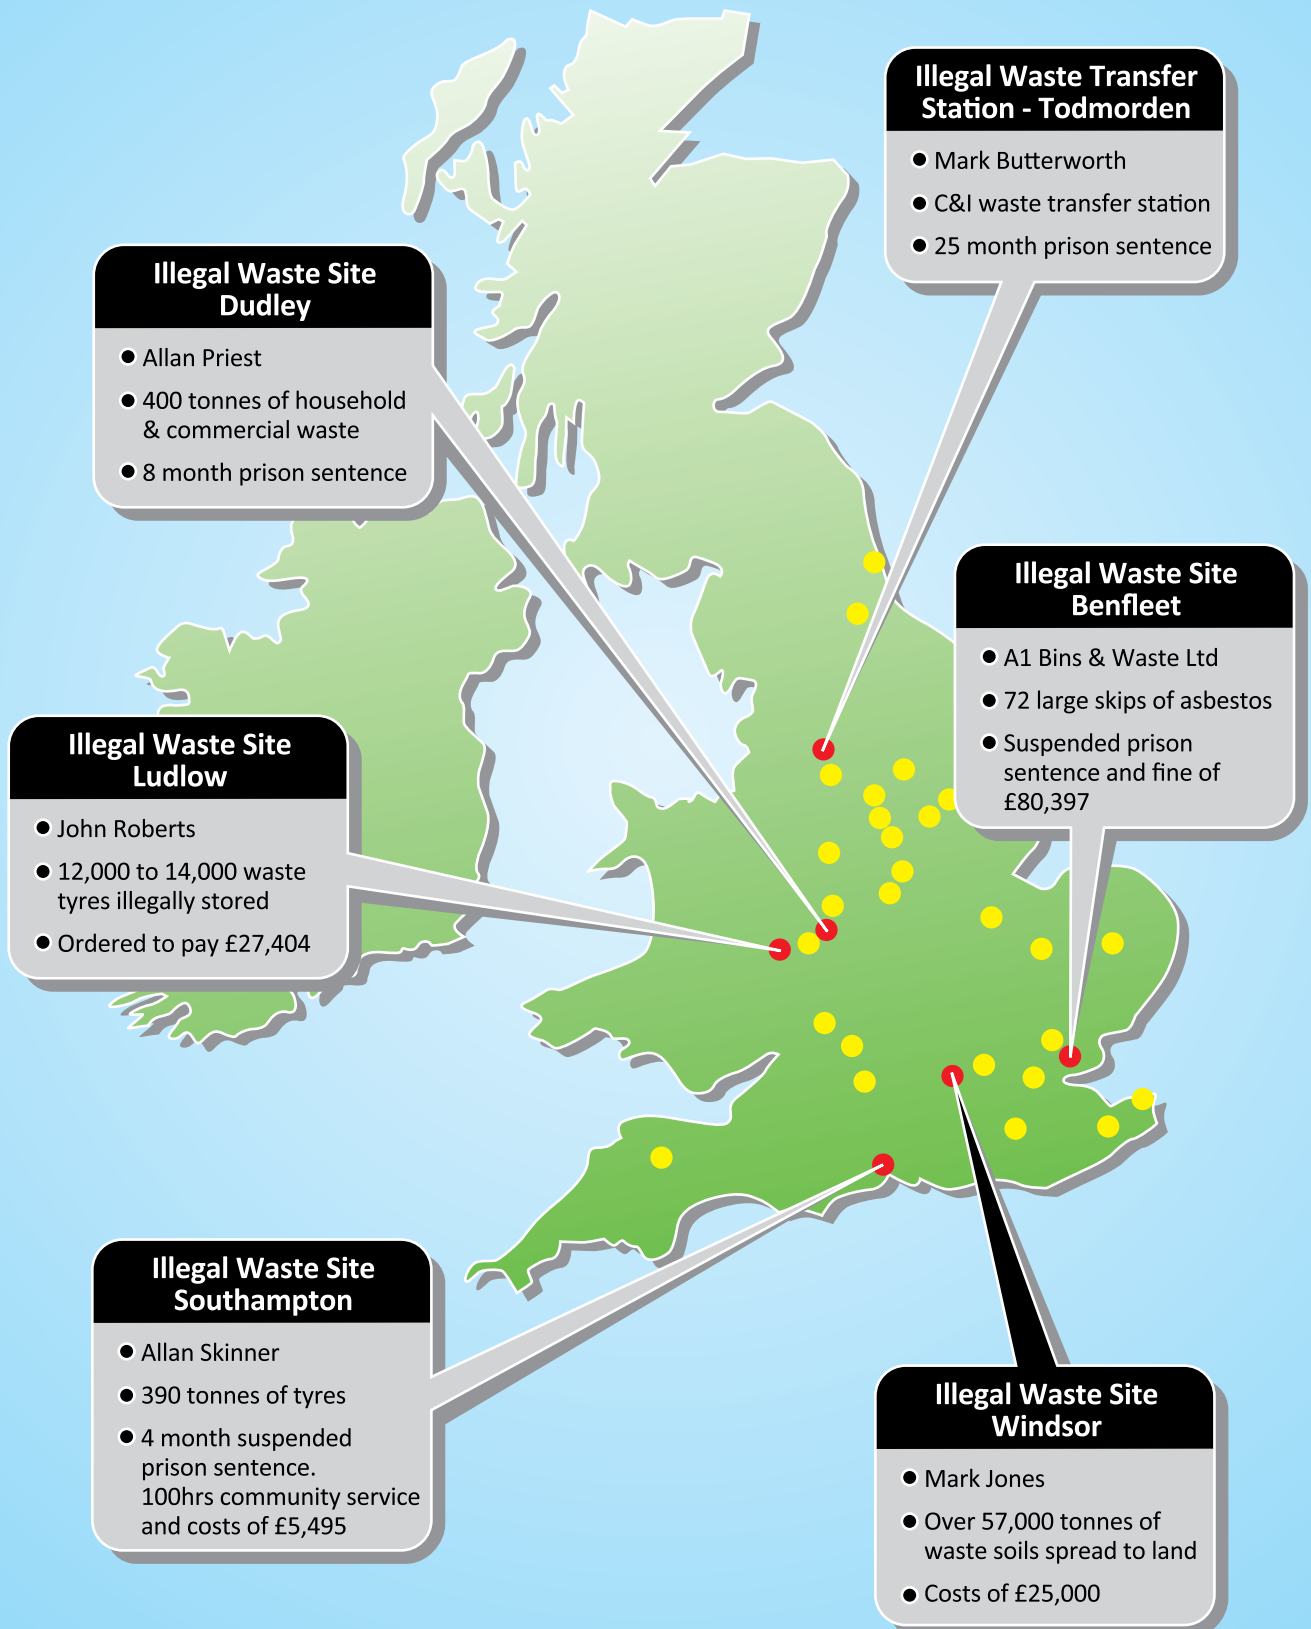 Illegal Waste Transfer
Station - Todmorden
● Mark Butterworth
● C&I waste transfer station
● 25 month prison sentence
Illegal Waste Site
Dudley
● Allan Priest
● 400 tonnes of household
& commercial waste
● 8 month prison sentence
Illegal Waste Site
Benfleet
● A1 Bins & Waste Ltd
● 72 large skips of asbestos
● Suspended prison
sentence and fine of
£80,397
Illegal Waste Site
Ludlow
● John Roberts
● 12,000 to 14,000 waste
tyres illegally stored
● Ordered to pay £27,404
Illegal Waste Site
Southampton
● Allan Skinner
● 390 tonnes of tyres
● 4 month suspended
prison sentence.
100hrs community service
and costs of £5,495
Illegal Waste Site
Windsor
● Mark Jones
● Over 57,000 tonnes of
waste soils spread to land
● Costs of £25,000